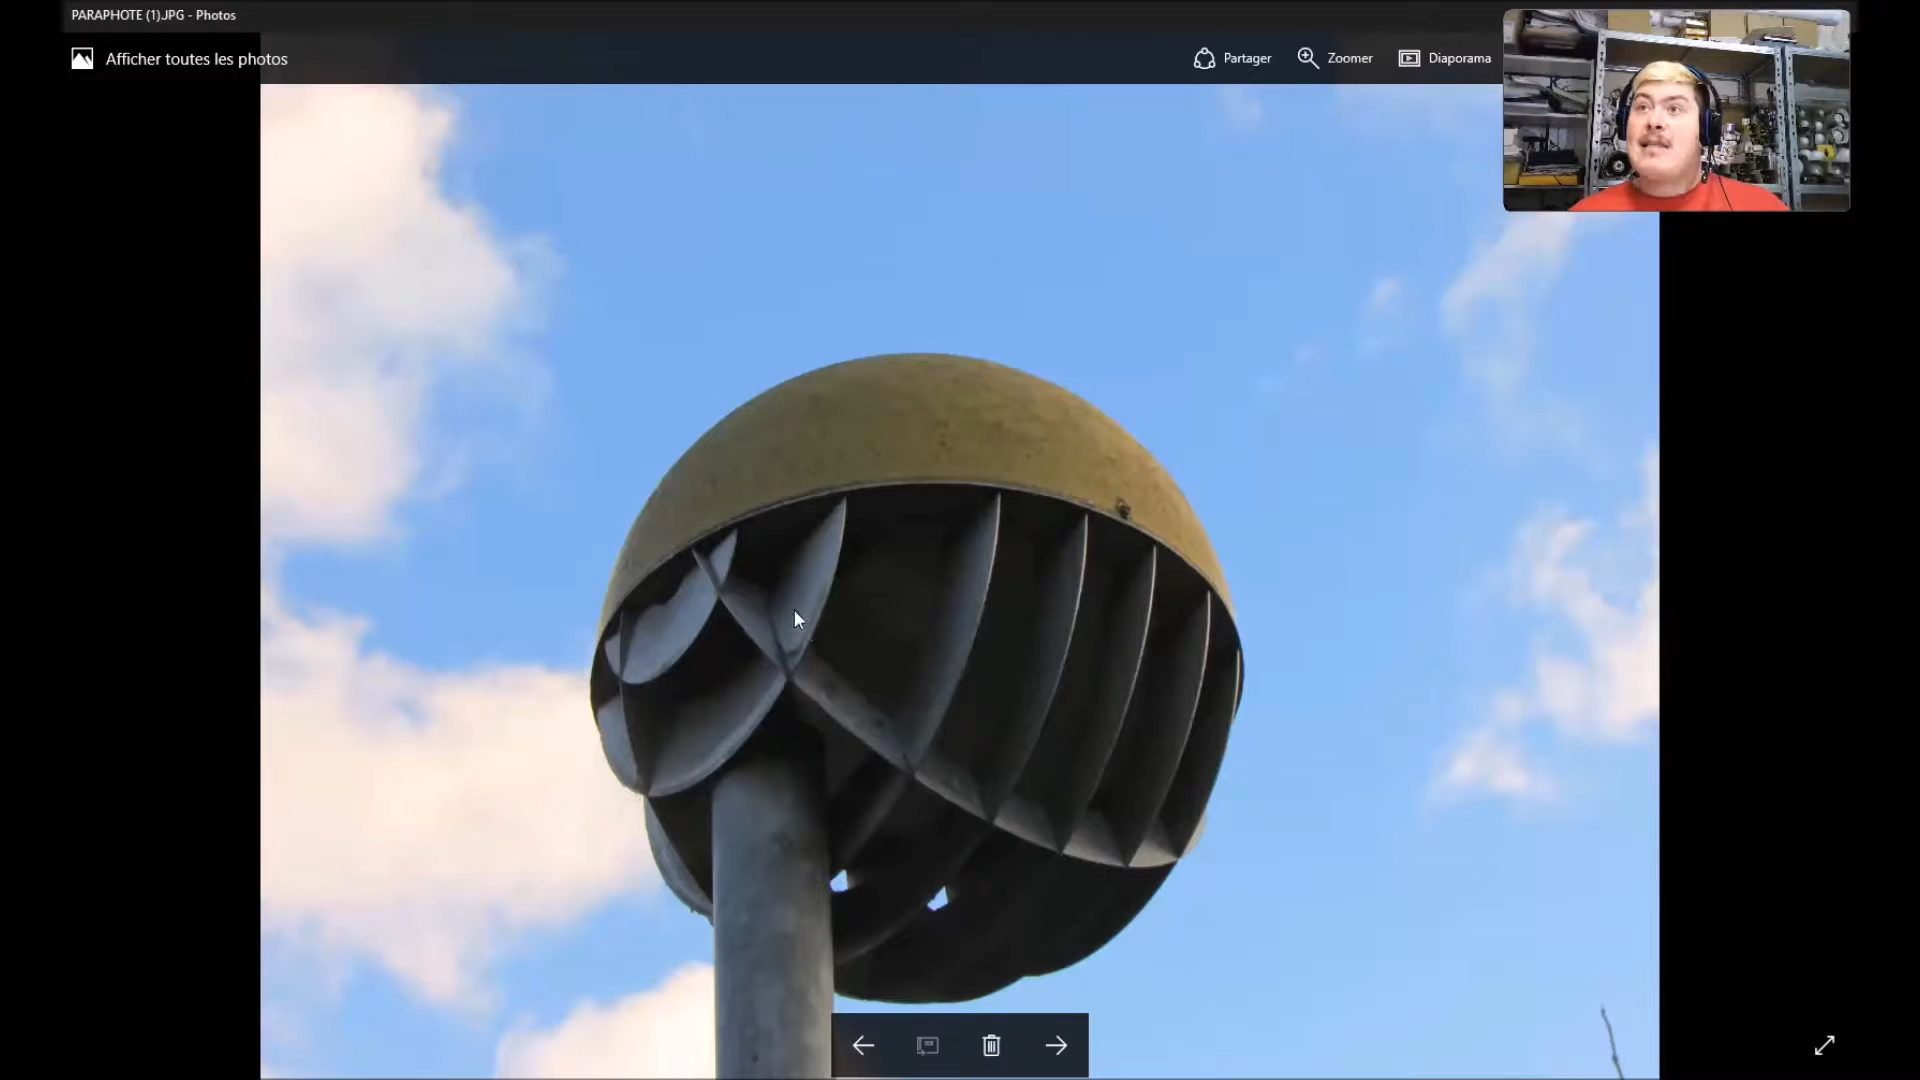 PARAPHOTE (1).JPG - Photos
Afficher toutes les photos
Partager
Zoomer
Diaporama